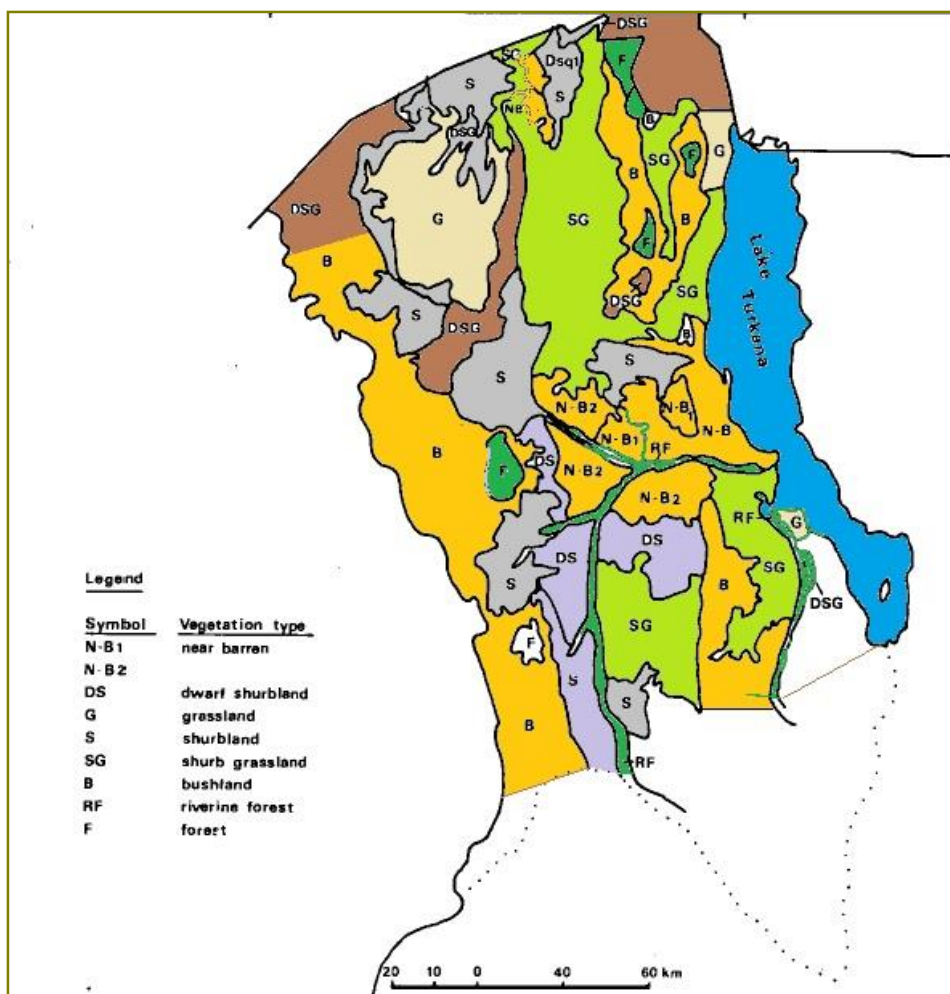 DSG
SG
Dsq1
F
S
S
NB
B
DSG
SG
F
G
B
DSG
G
SG
B
F
B
Lake Turkana
DSG
SG
S
DSG
B
S
S
N-B2
N-B1
N-B
N-B1
RF
B
F
DS
N-B2
N-B2
RF
G
DS
DS
S
B
SG
DSG
SG
F
S
S
B
RF
Legend
Symbol Vegetation type
N-B1 near barren
N-B2
DS dwarf shurbland
G grassland
S shurbland
SG shurb grassland
B bushland
RF riverine forest
F forest
20 10 0 40 60 km